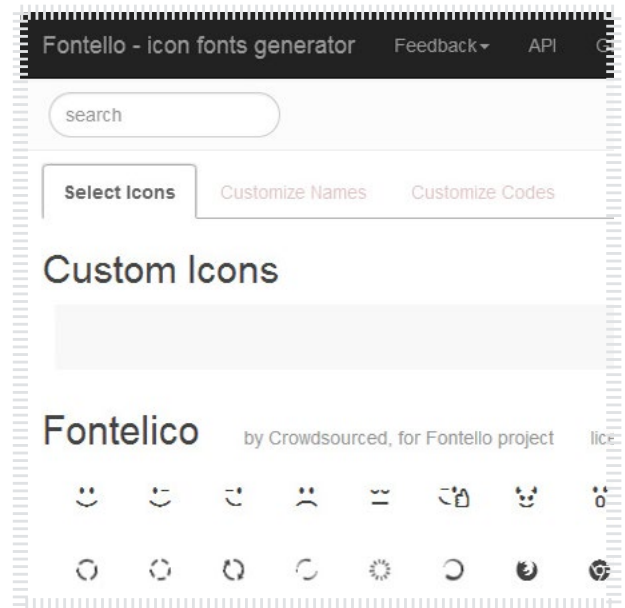 Fontello - icon fonts generator Feedback API
search
Select Icons Customize Names Customize Codes
Custom Icons
Fontelico by Crowdsourced, for Fontello project